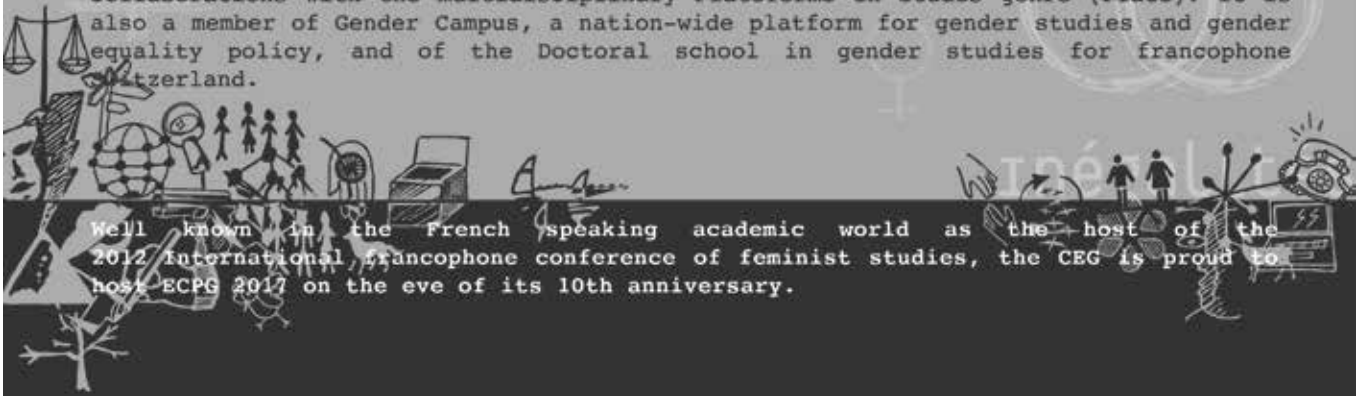 also a member of Gender Campus, a nation-wide platform for gender studies and gender
equality policy, and of the Doctoral school in gender studies for francophone
Switzerland.
Well known in the French speaking academic world as the host of the
2012 International francophone conference of feminist studies, the CEG is proud to
host ECPG 2017 on the eve of its 10th anniversary.